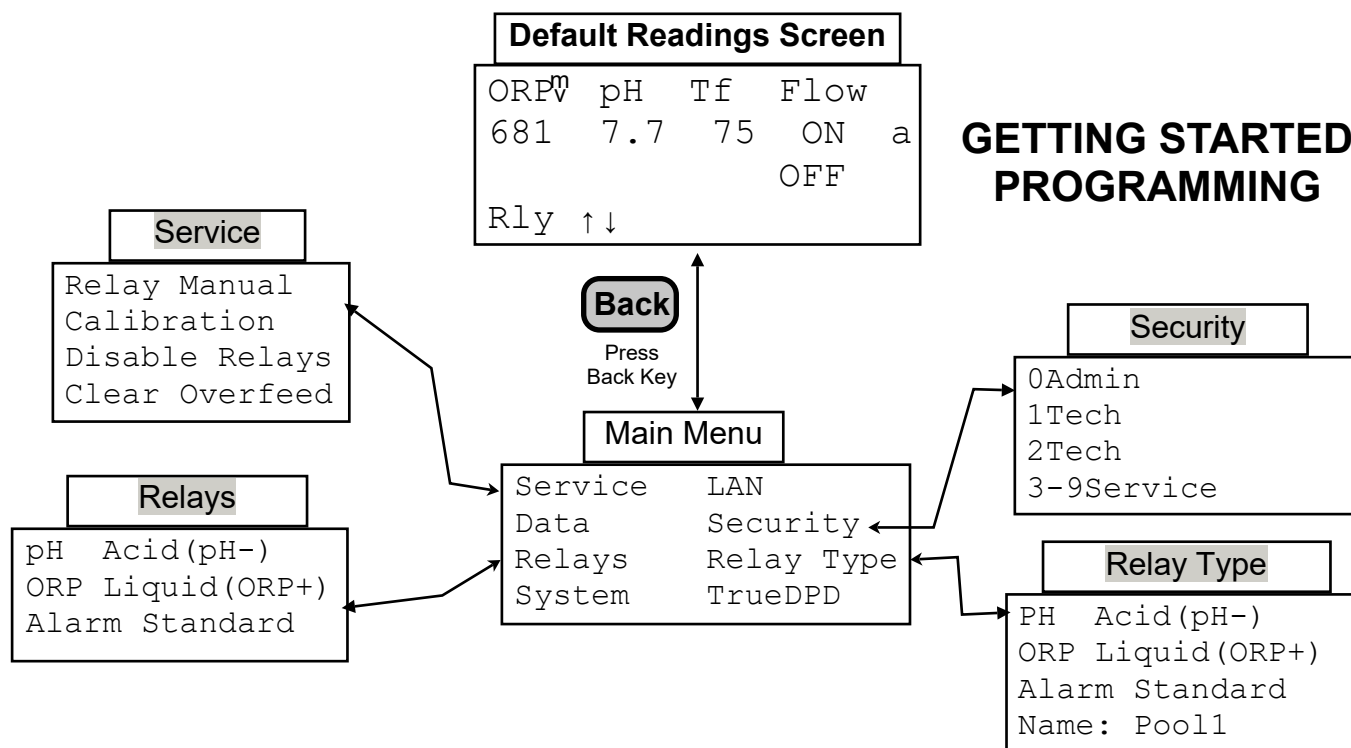 Default Readings Screen
ORPmV pH Tf Flow
681 7.7 75 ON a
OFF
Rly ↑↓
GETTING STARTED
PROGRAMMING
Service
Relay Manual
Calibration
Disable Relays
Clear Overfeed
Back
Press
Back Key
Security
0Admin
1Tech
2Tech
3-9Service
Main Menu
Service LAN
Data Security
Relays Relay Type
System TrueDPD
Relays
pH Acid(pH-)
ORP Liquid(ORP+)
Alarm Standard
Relay Type
PH Acid(pH-)
ORP Liquid(ORP+)
Alarm Standard
Name: Pool1